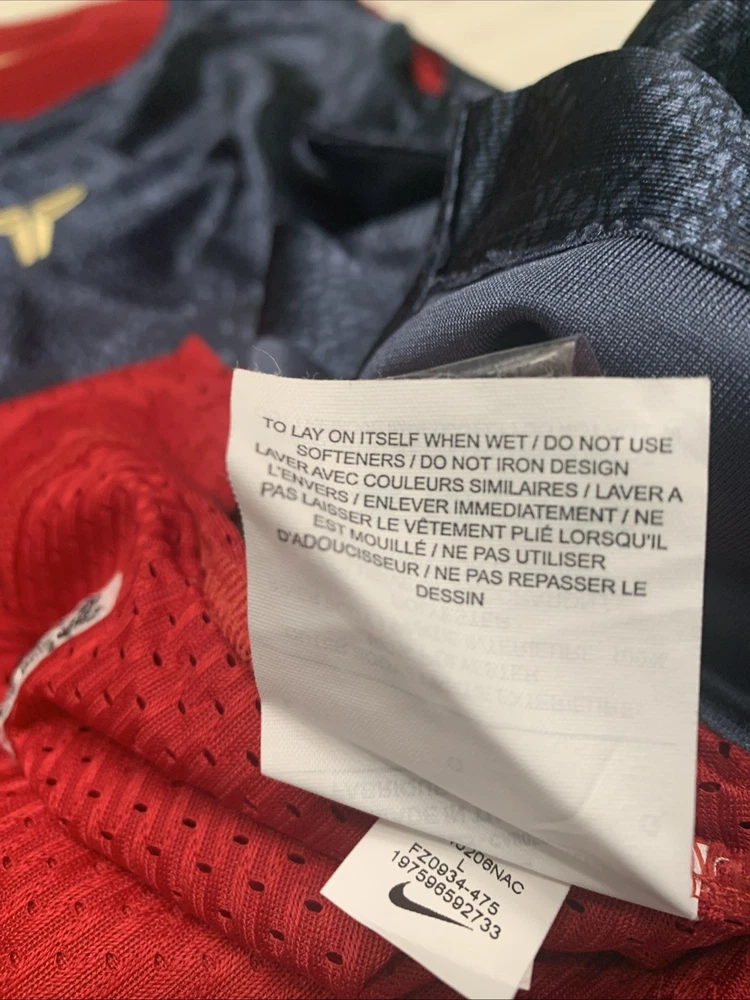 TO LAY ON ITSELF WHEN WET / DO NOT USE
SOFTENERS / DO NOT IRON DESIGN
LAVER AVEC COULEURS SIMILAIRES / LAVER A
L'ENVERS / ENLEVER IMMEDIATEMENT / NE
PAS LAISSER LE VÊTEMENT PLIÉ LORSQU'IL
EST MOUILLÉ / NE PAS UTILISER
D'ADOUCISSEUR / NE PAS REPASSER LE
DESSIN
L
FZ0934-475
197596592733